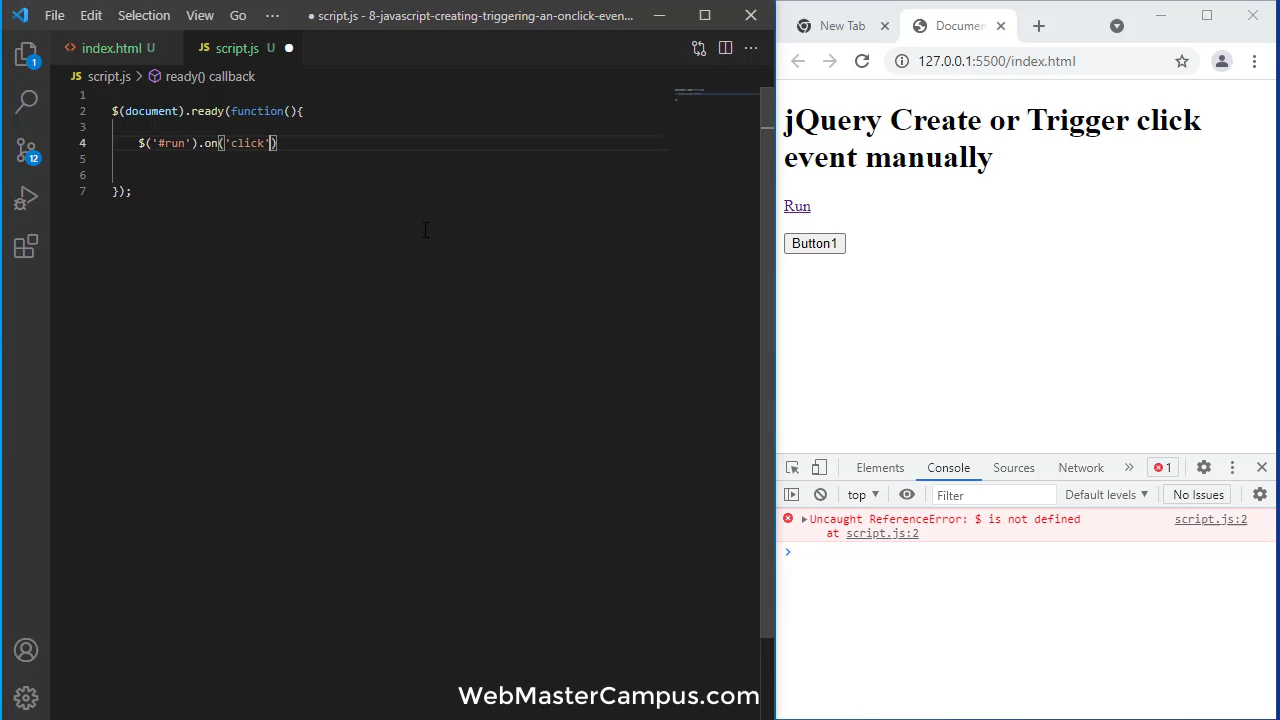 File Edit Selection View Go ··· ● script.js - 8-javascript-creating-triggering-an-onclick-even...
<> index.html U JS script.js U ●
JS script.js > ready() callback
1
2 $(document).ready(function(){
3
4 $('#run').on('click')
5
6
7 });
1
12
New Tab
Documen
127.0.0.1:5500/index.html
jQuery Create or Trigger click
event manually
Run
Button1
Elements Console Sources Network » 1
top ▼ Filter Default levels ▼ No Issues
Uncaught ReferenceError: $ is not defined script.js:2
at script.js:2
>
WebMasterCampus.com